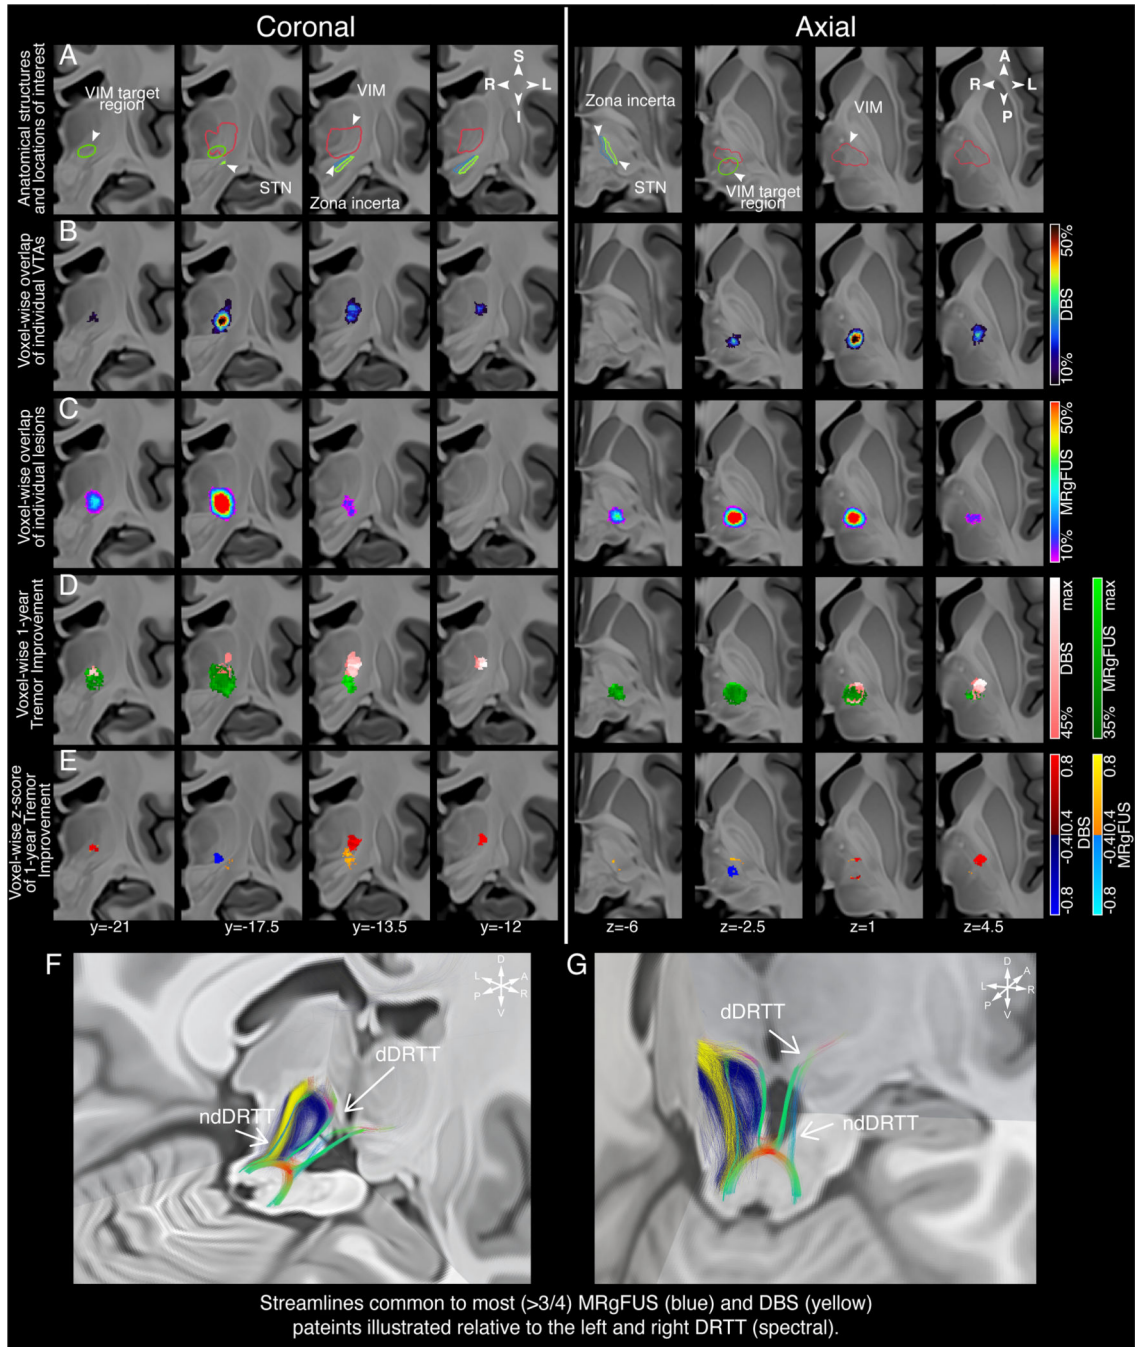 Coronal
Axial
Anatomical structures
and locations of interest
A
VIM target
region
STN
VIM
Zona incerta
S
R
L
I
Zona incerta
STN
VIM target
region
VIM
A
R
L
P
Voxel-wise overlap
of individual VTAs
B
10%
DBS
50%
Voxel-wise overlap
of individual lesions
C
10%
MRgFUS
50%
Voxel-wise 1-year
Tremor Improvement
D
45%
DBS
max
35%
MRgFUS
max
Voxel-wise z-score
of 1-year Tremor
Improvement
E
-0.8
-0.4
0.4
0.8
DBS
-0.8
-0.4
0.4
0.8
MRgFUS
y=-21
y=-17.5
y=-13.5
y=-12
z=-6
z=-2.5
z=1
z=4.5
F
D
L
A
P
R
V
dDRTT
ndDRTT
G
D
A
L
R
P
V
dDRTT
ndDRTT
Streamlines common to most (>3/4) MRgFUS (blue) and DBS (yellow)
pateints illustrated relative to the left and right DRTT (spectral).